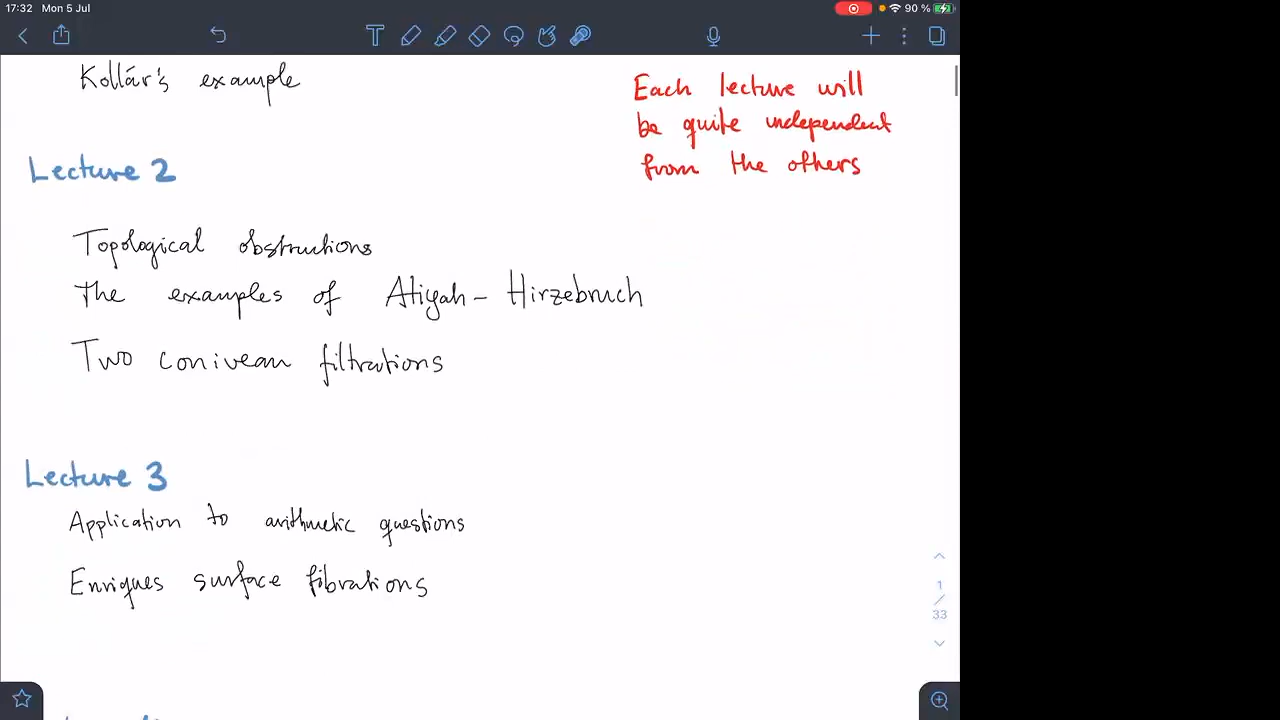 17:32 Mon 5 Jul
90 %
Kollár's example
Each lecture will
be quite independent
from the others
Lecture 2
Topological obstructions
The examples of Atiyah - Hirzebruch
Two coniveau filtrations
Lecture 3
Application to arithmetic questions
Enriques surface fibrations
1
/
33